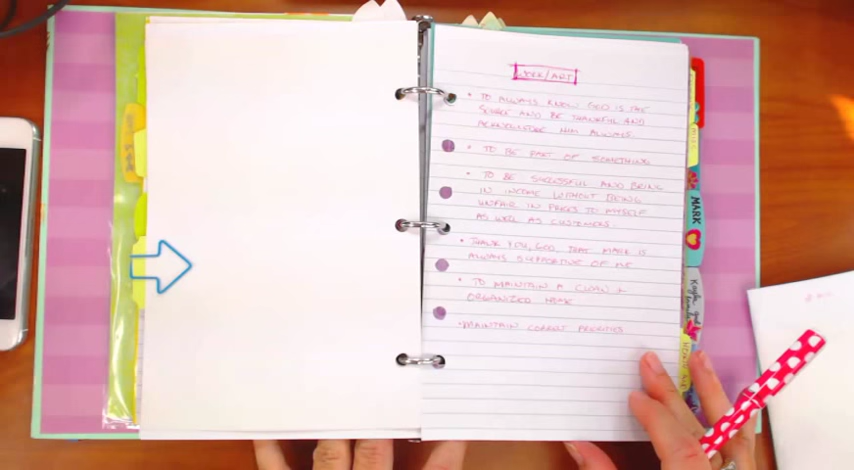 WORK/ART
• TO ALWAYS KNOW GOD IS THE
SOURCE AND BE THANKFUL AND
ACKNOWLEDGE HIM ALWAYS.
• TO BE PART OF SOMETHING
• TO BE SUCCESSFUL AND BRING
IN INCOME WITHOUT BEING
UNFAIR IN PRICES TO MYSELF
AS WELL AS CUSTOMERS.
• THANK YOU, GOD, THAT MARK IS
ALWAYS SUPPORTIVE OF ME
• TO MAINTAIN A CLEAN &
ORGANIZED HOME
• MAINTAIN CORRECT PRIORITIES
MARK